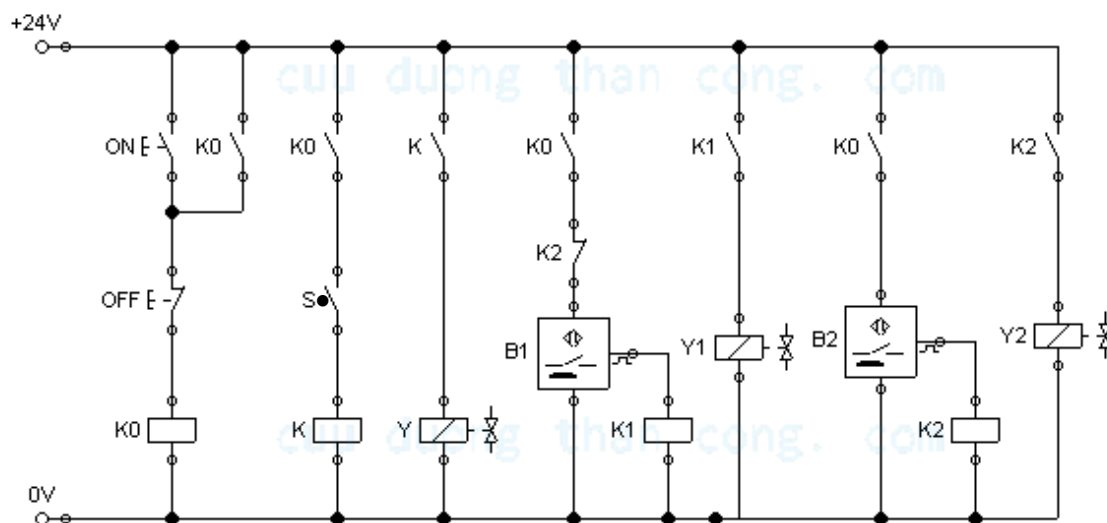 +24V
cuu duong than cong. com
ON K0 K0 K K0 K1 K0 K2
K2
OFF S
B1 Y1 B2 Y2
K0 K Y K1 K2
cuu duong than cong. com
0V